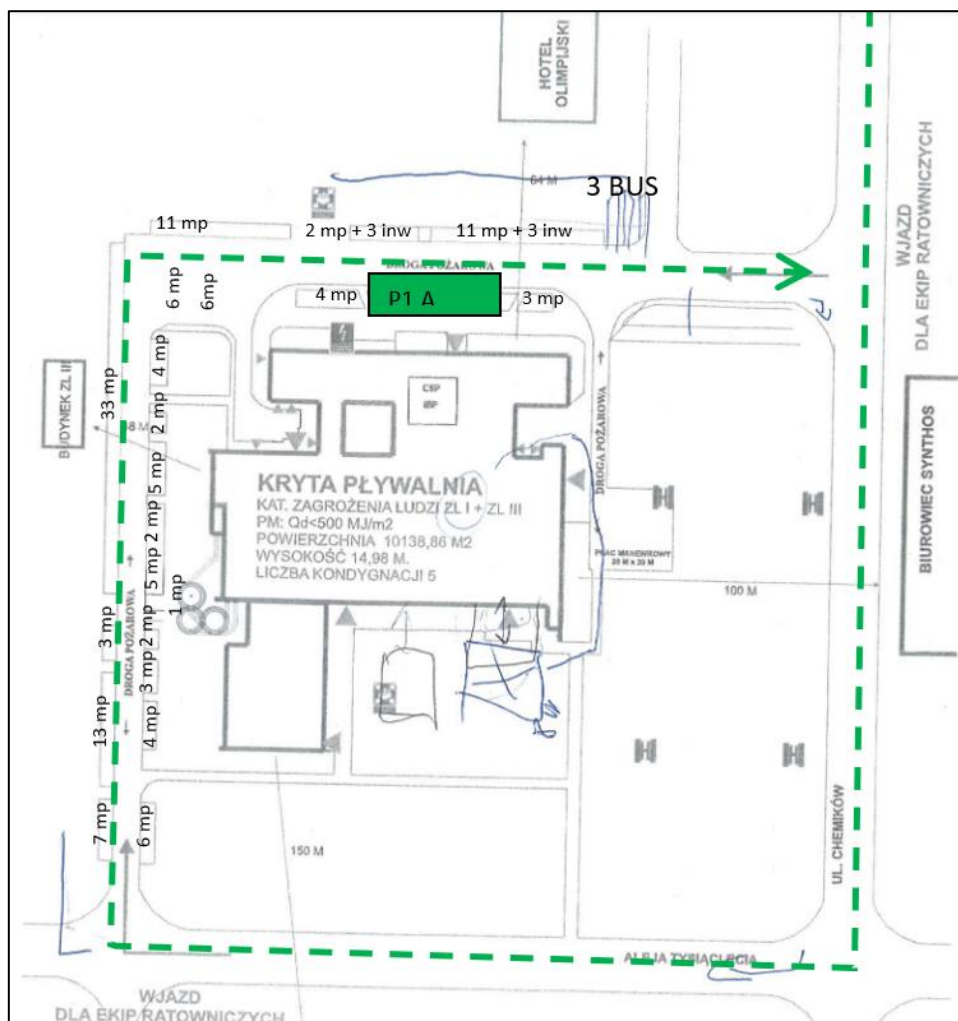 HOTEL
OLIMPIJSKI
64 M
3 BUS
11 mp
2 mp + 3 inw
11 mp + 3 inw
DROGA POŻAROWA
WJAZD
DLA EKIP RATOWNICZYCH
6 mp
6mp
4 mp
P1 A
3 mp
33 mp
4 mp
2 mp
5 mp
2 mp
5 mp
1 mp
BUDYNEK ZL III
CSP
KRYTA PŁYWALNIA
KAT. ZAGROŻENIA LUDZI ZL I + ZL III
PM: Qd<500 MJ/m2
POWIERZCHNIA 10138,86 M2
WYSOKOŚĆ 14,98 M.
LICZBA KONDYGNACJI 5
DROGA POŻAROWA
PLAC MANEWROWY
20 M x 20 M
100 M
BIUROWIEC SYNTHOS
DROGA POŻAROWA
3 mp
2 mp
3 mp
13 mp
4 mp
7 mp
6 mp
150 M
UL. CHEMIKÓW
ALEJA TYSIĄCLECIA
WJAZD
DLA EKIP RATOWNICZYCH